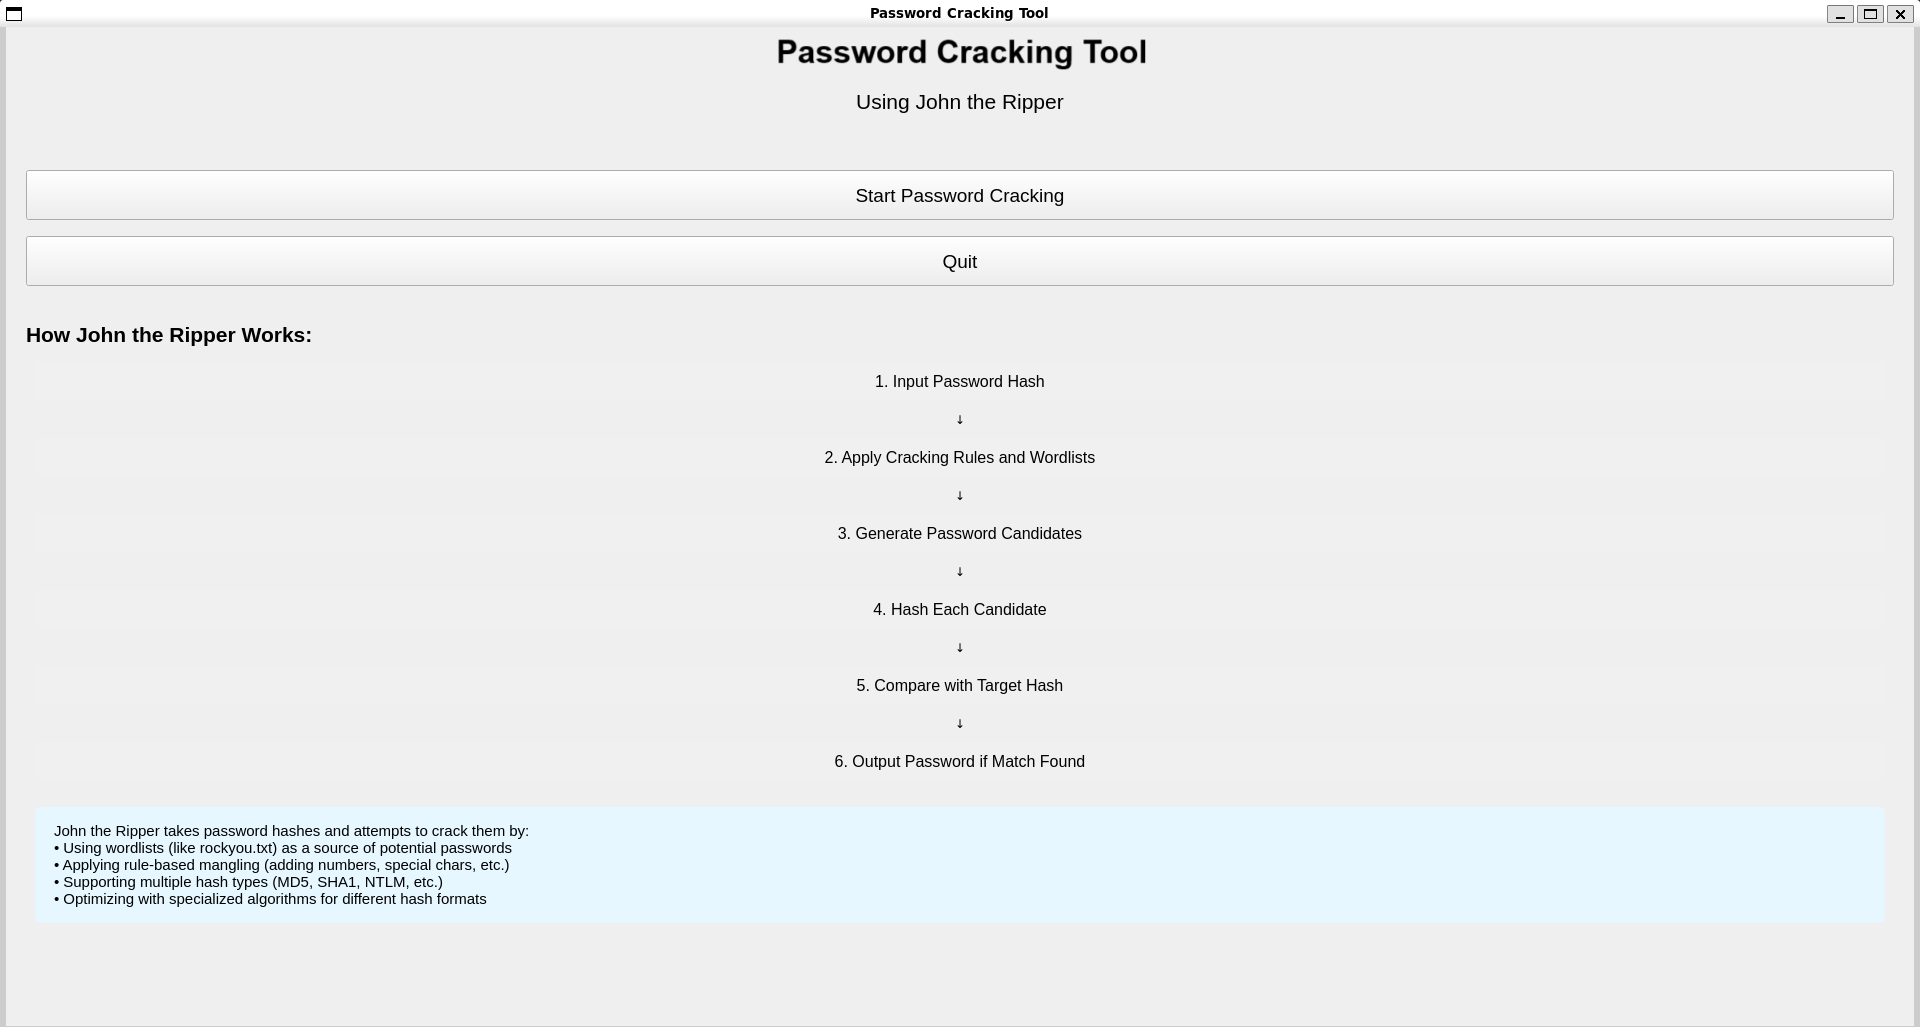 Password Cracking Tool
Password Cracking Tool
Using John the Ripper
Start Password Cracking
Quit
How John the Ripper Works:
1. Input Password Hash
↓
2. Apply Cracking Rules and Wordlists
↓
3. Generate Password Candidates
↓
4. Hash Each Candidate
↓
5. Compare with Target Hash
↓
6. Output Password if Match Found
John the Ripper takes password hashes and attempts to crack them by:
• Using wordlists (like rockyou.txt) as a source of potential passwords
• Applying rule-based mangling (adding numbers, special chars, etc.)
• Supporting multiple hash types (MD5, SHA1, NTLM, etc.)
• Optimizing with specialized algorithms for different hash formats